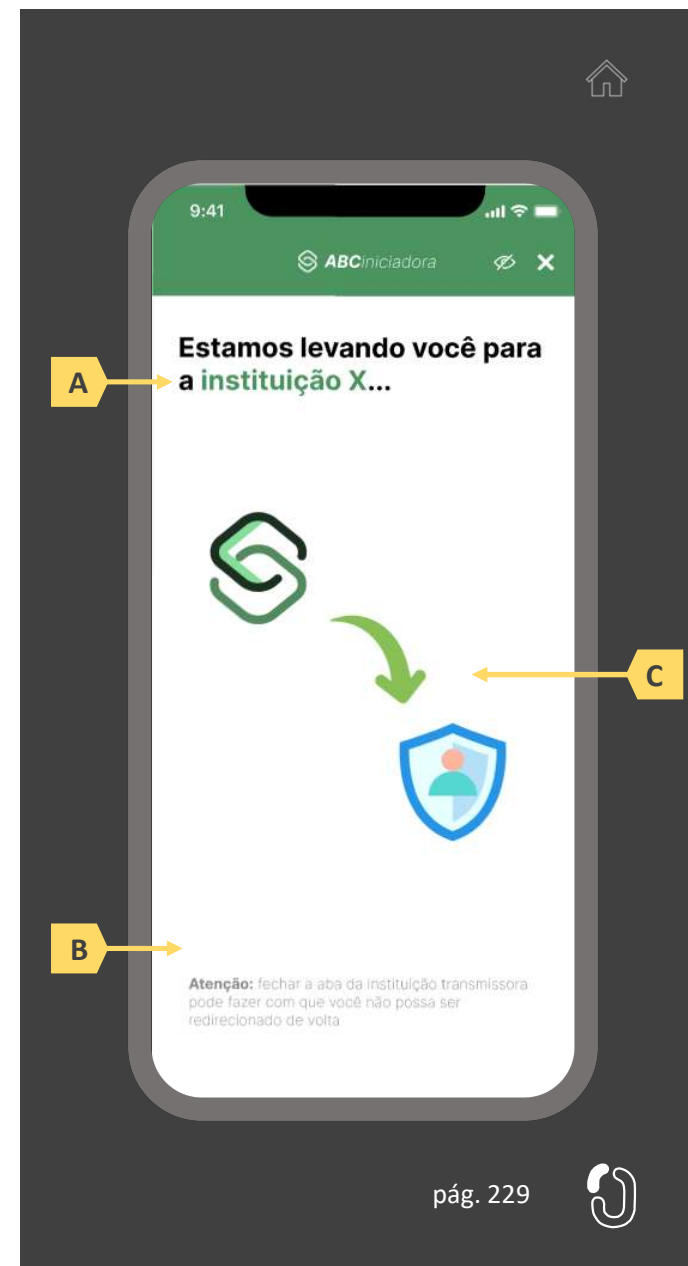 9:41
ABCiniciadora
Estamos levando você para
a instituição X...
A
C
B
Atenção: fechar a aba da instituição transmissora
pode fazer com que você não possa ser
redirecionado de volta
pág. 229